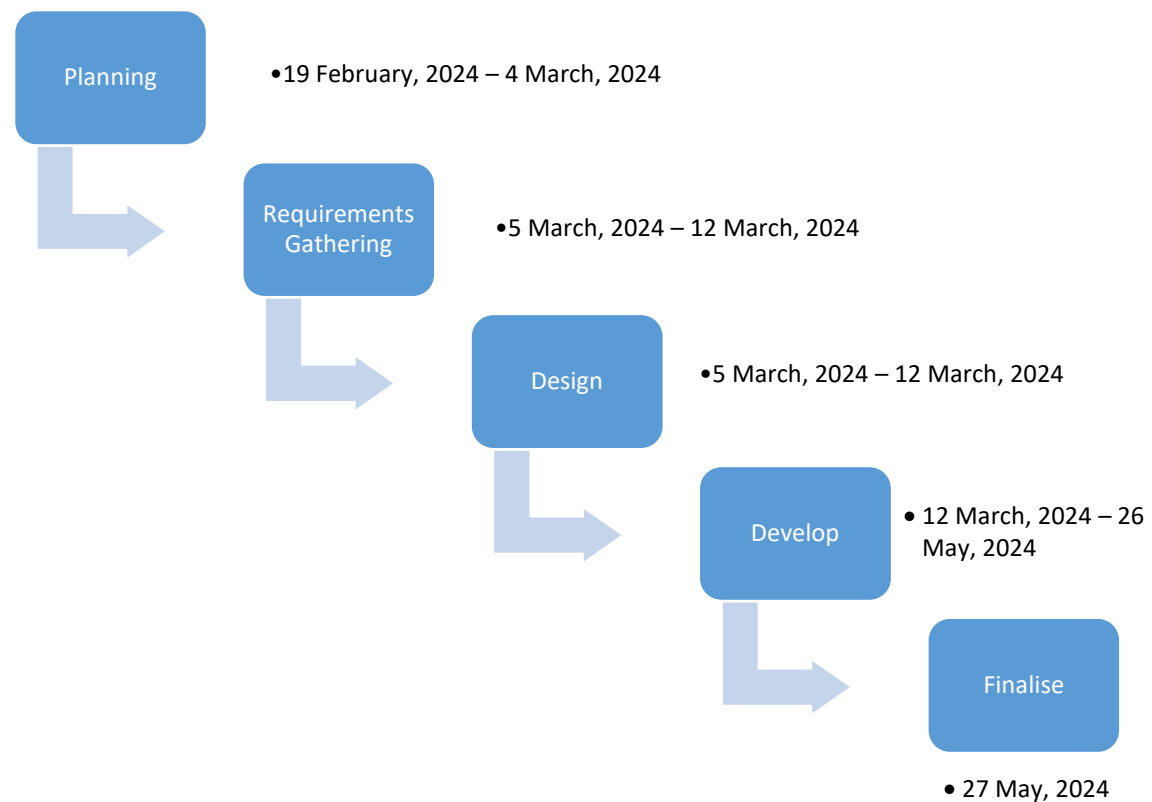 Planning
•19 February, 2024 – 4 March, 2024
Requirements
Gathering
•5 March, 2024 – 12 March, 2024
Design
•5 March, 2024 – 12 March, 2024
Develop
• 12 March, 2024 – 26
May, 2024
Finalise
• 27 May, 2024